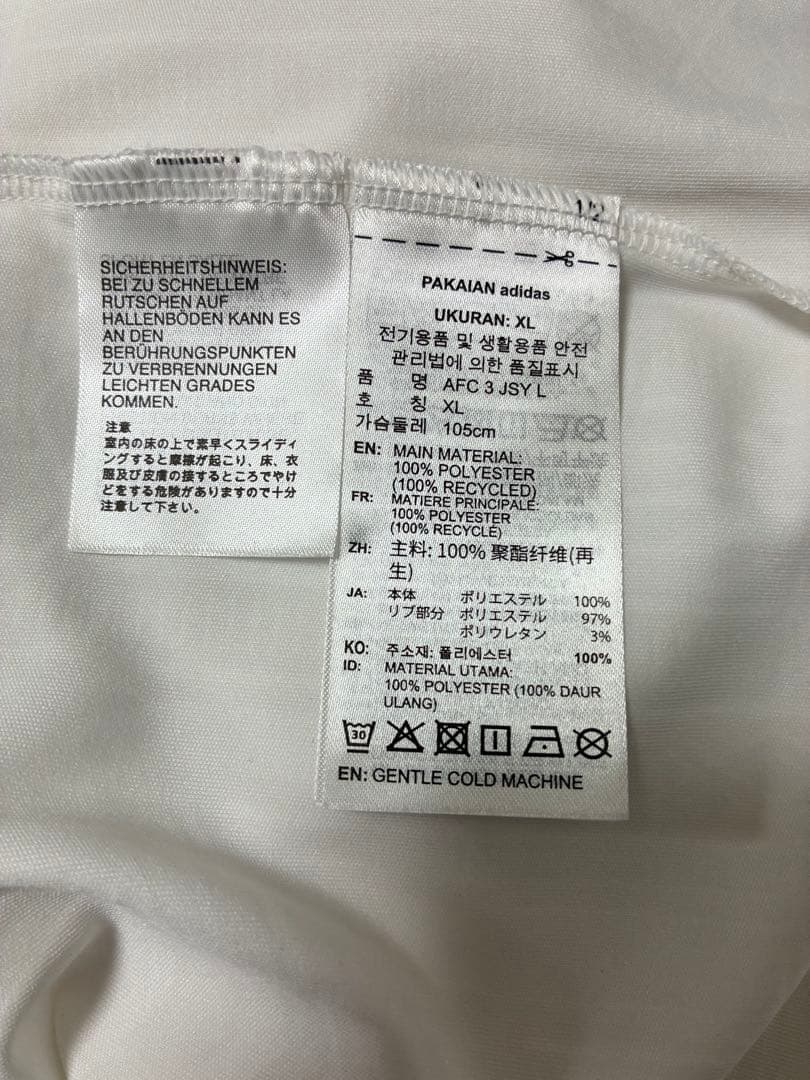 SICHERHEITSHINWEIS:
BEI ZU SCHNELLEM
RUTSCHEN AUF
HALLENBÖDEN KANN ES
AN DEN
BERÜHRUNGSPUNKTEN
ZU VERBRENNUNGEN
LEICHTEN GRADES
KOMMEN.
注意
室内の床の上で素早くスライディ
ングすると摩擦が起こり、床、衣
服及び皮膚の接するところでやけ
どをする危険がありますので十分
注意して下さい。
1/2
PAKAIAN adidas
UKURAN: XL
전기용품 및 생활용품 안전
관리법에 의한 품질표시
품 명 AFC 3 JSY L
호 칭 XL
가슴둘레 105cm
EN: MAIN MATERIAL:
100% POLYESTER
(100% RECYCLED)
FR: MATIERE PRINCIPALE:
100% POLYESTER
(100% RECYCLÉ)
ZH: 主料: 100% 聚酯纤维(再
生)
JA: 本体 ポリエステル 100%
リブ部分 ポリエステル 97%
ポリウレタン 3%
KO: 주소재: 폴리에스터 100%
ID: MATERIAL UTAMA:
100% POLYESTER (100% DAUR
ULANG)
30
EN: GENTLE COLD MACHINE